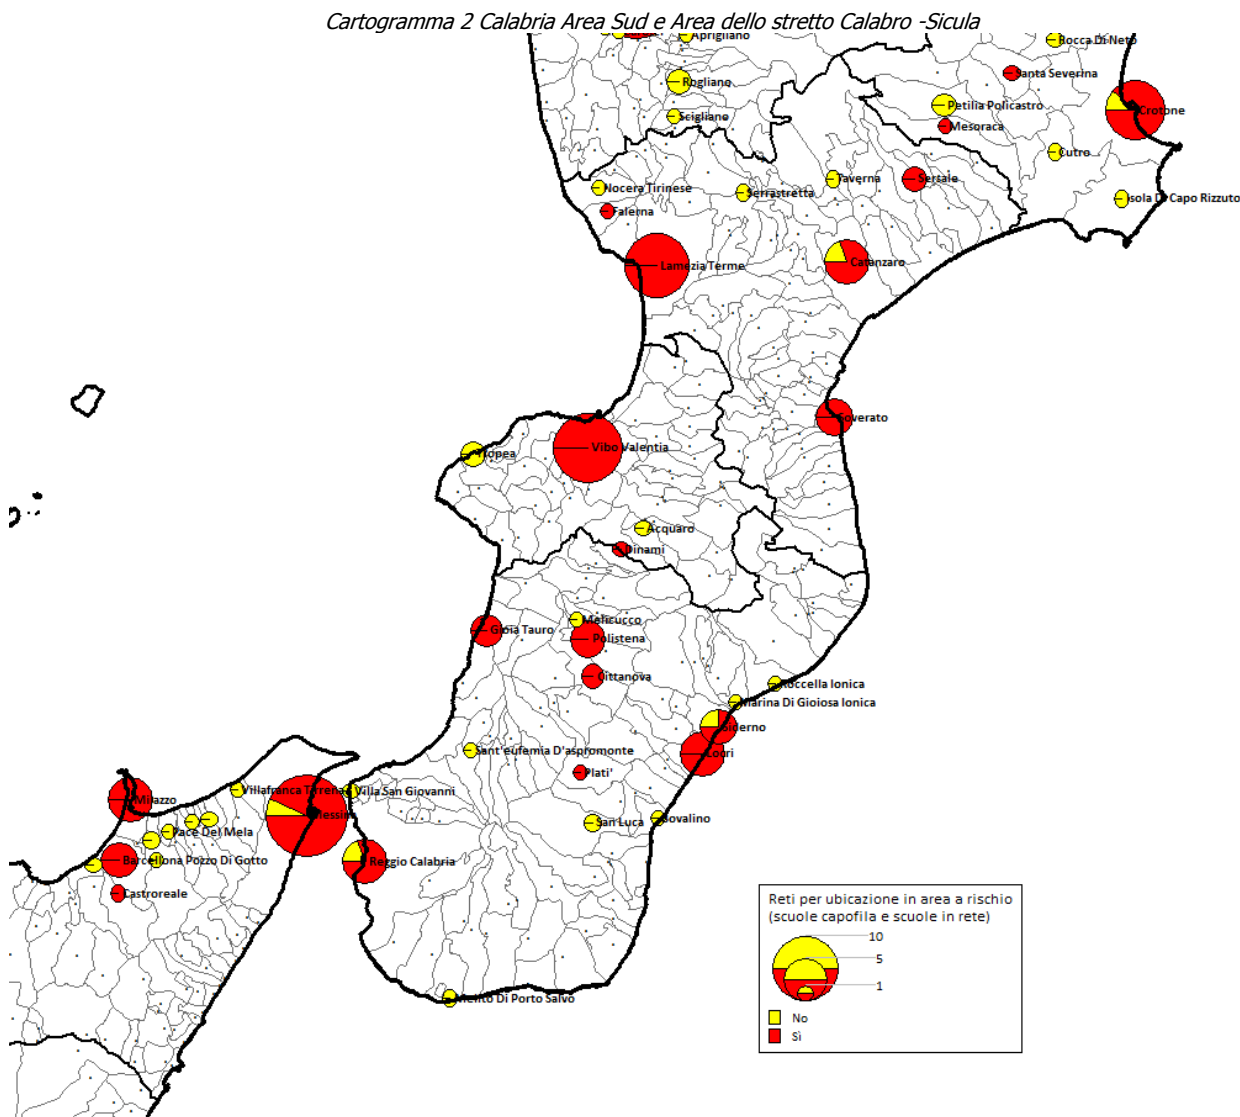 Cartogramma 2 Calabria Area Sud e Area dello stretto Calabro -Sicula
Aprigliano
Rocca Di Neto
Rogliano
Santa Severina
Petilia Policastro
Crotone
Scigliano
Mesoraca
Cutro
Nocera Tirinese
Serrastretta
Taverna
Sersale
Isola Di Capo Rizzuto
Falerna
Lamezia Terme
Catanzaro
Soverato
Tropea
Vibo Valentia
Acquaro
Dinami
Gioia Tauro
Melicucco
Polistena
Cittanova
Roccella Ionica
Marina Di Gioiosa Ionica
Siderno
Sant'eufemia D'aspromonte
Locri
Plati'
Villafranca Tirrena
Villa San Giovanni
Milazzo
Messina
San Luca
Bovalino
Pace Del Mela
Barcellona Pozzo Di Gotto
Reggio Calabria
Castroreale
Melito Di Porto Salvo
Reti per ubicazione in area a rischio
(scuole capofila e scuole in rete)
10
5
1
No
Sì